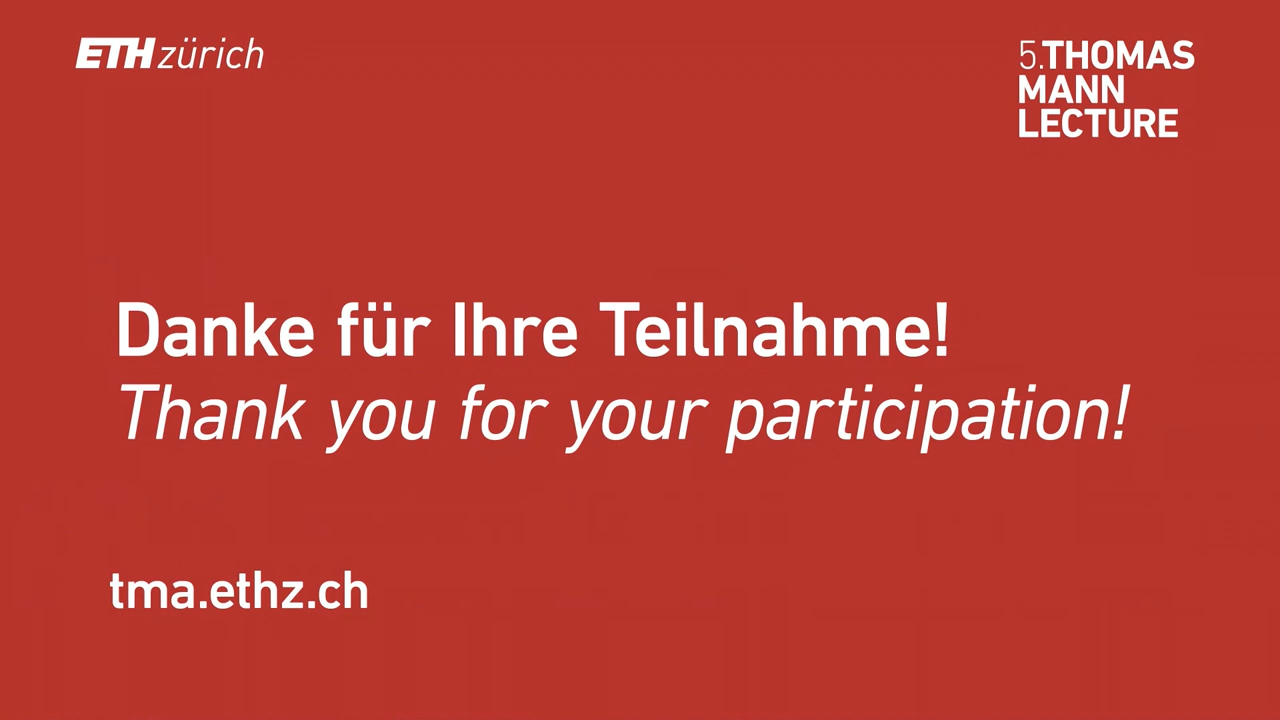 ETH zürich
5. THOMAS
MANN
LECTURE
Danke für Ihre Teilnahme!
Thank you for your participation!
tma.ethz.ch